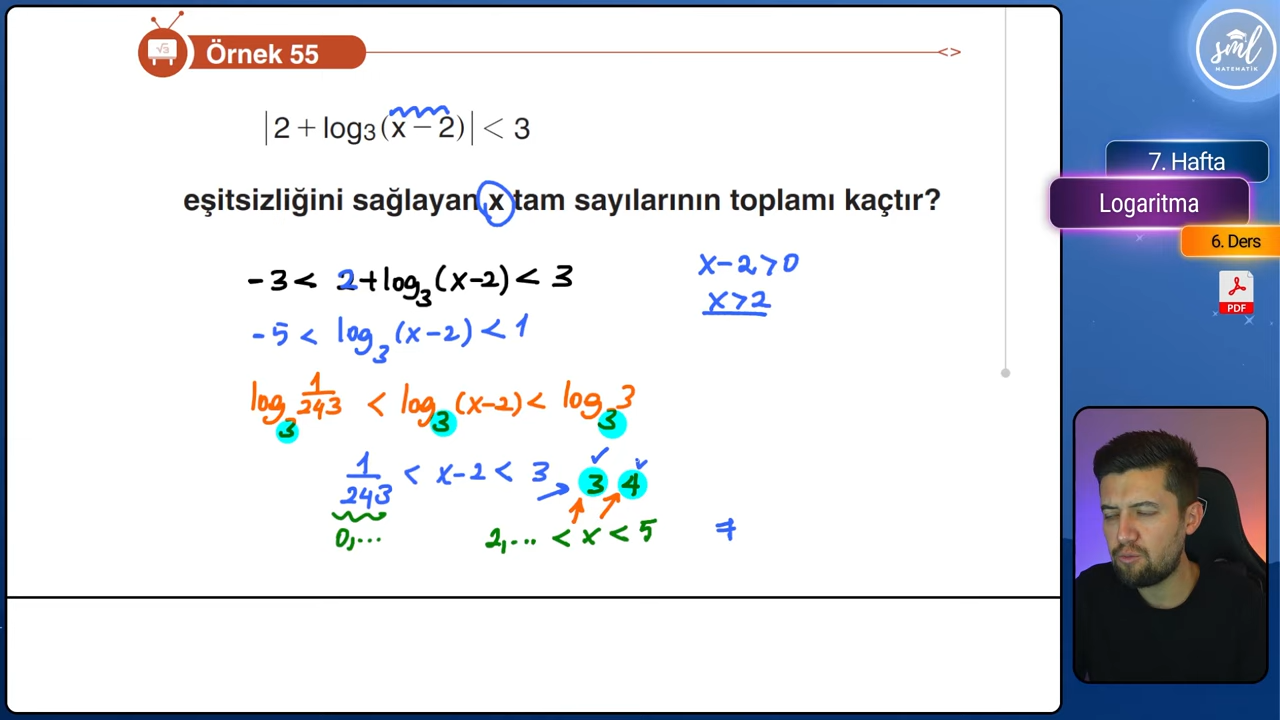 Örnek 55
|2 + log₃(x − 2)| < 3
eşitsizliğini sağlayan x tam sayılarının toplamı kaçtır?
-3 < 2+log₃(x-2) < 3
x-2>0
x>2
-5 < log₃(x-2) < 1
log₃ 1/243 < log₃(x-2) < log₃ 3
1/243 < x-2 < 3
3 4
0,...
2,... < x < 5
7
sml
MATEMATİK
7. Hafta
Logaritma
6. Ders
PDF